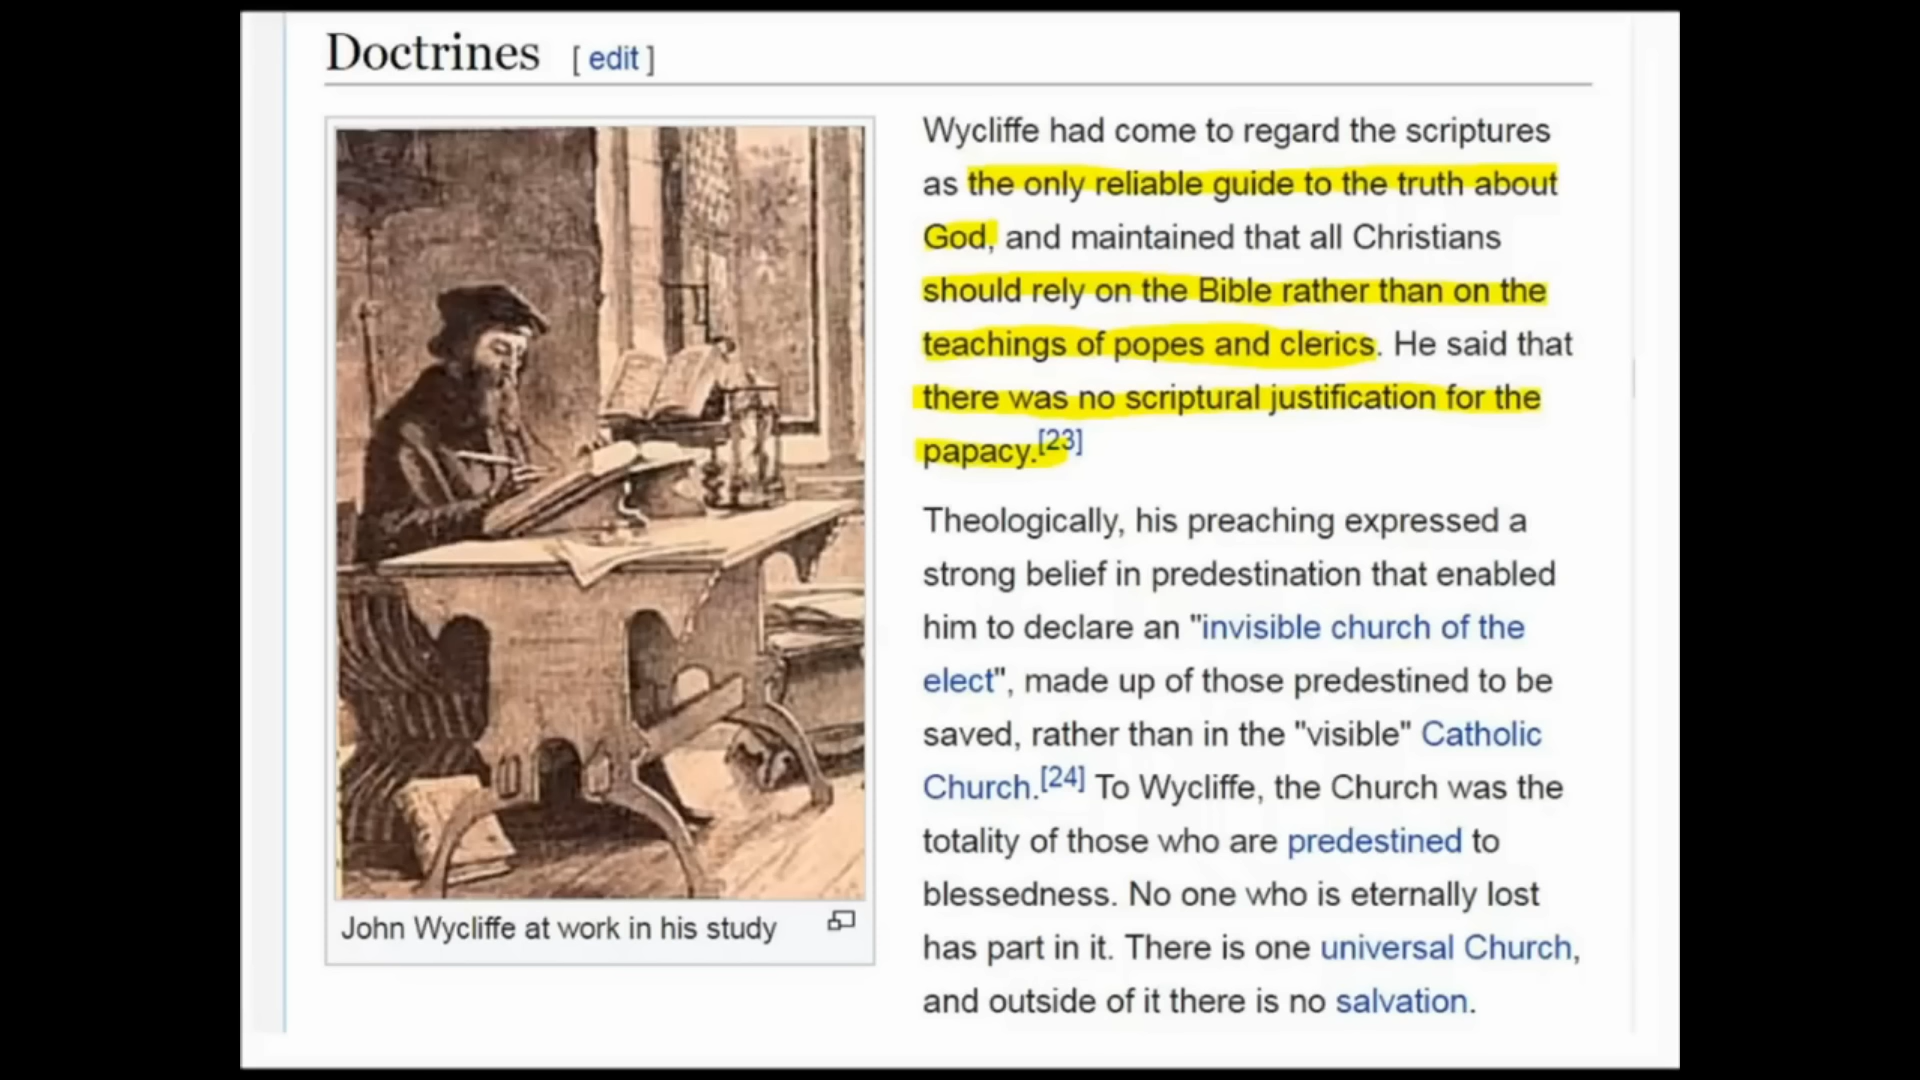 Doctrines [ edit ]
Wycliffe had come to regard the scriptures
as the only reliable guide to the truth about
God, and maintained that all Christians
should rely on the Bible rather than on the
teachings of popes and clerics. He said that
there was no scriptural justification for the
papacy.[23]
Theologically, his preaching expressed a
strong belief in predestination that enabled
him to declare an "invisible church of the
elect", made up of those predestined to be
saved, rather than in the "visible" Catholic
Church.[24] To Wycliffe, the Church was the
totality of those who are predestined to
blessedness. No one who is eternally lost
has part in it. There is one universal Church,
and outside of it there is no salvation.
John Wycliffe at work in his study